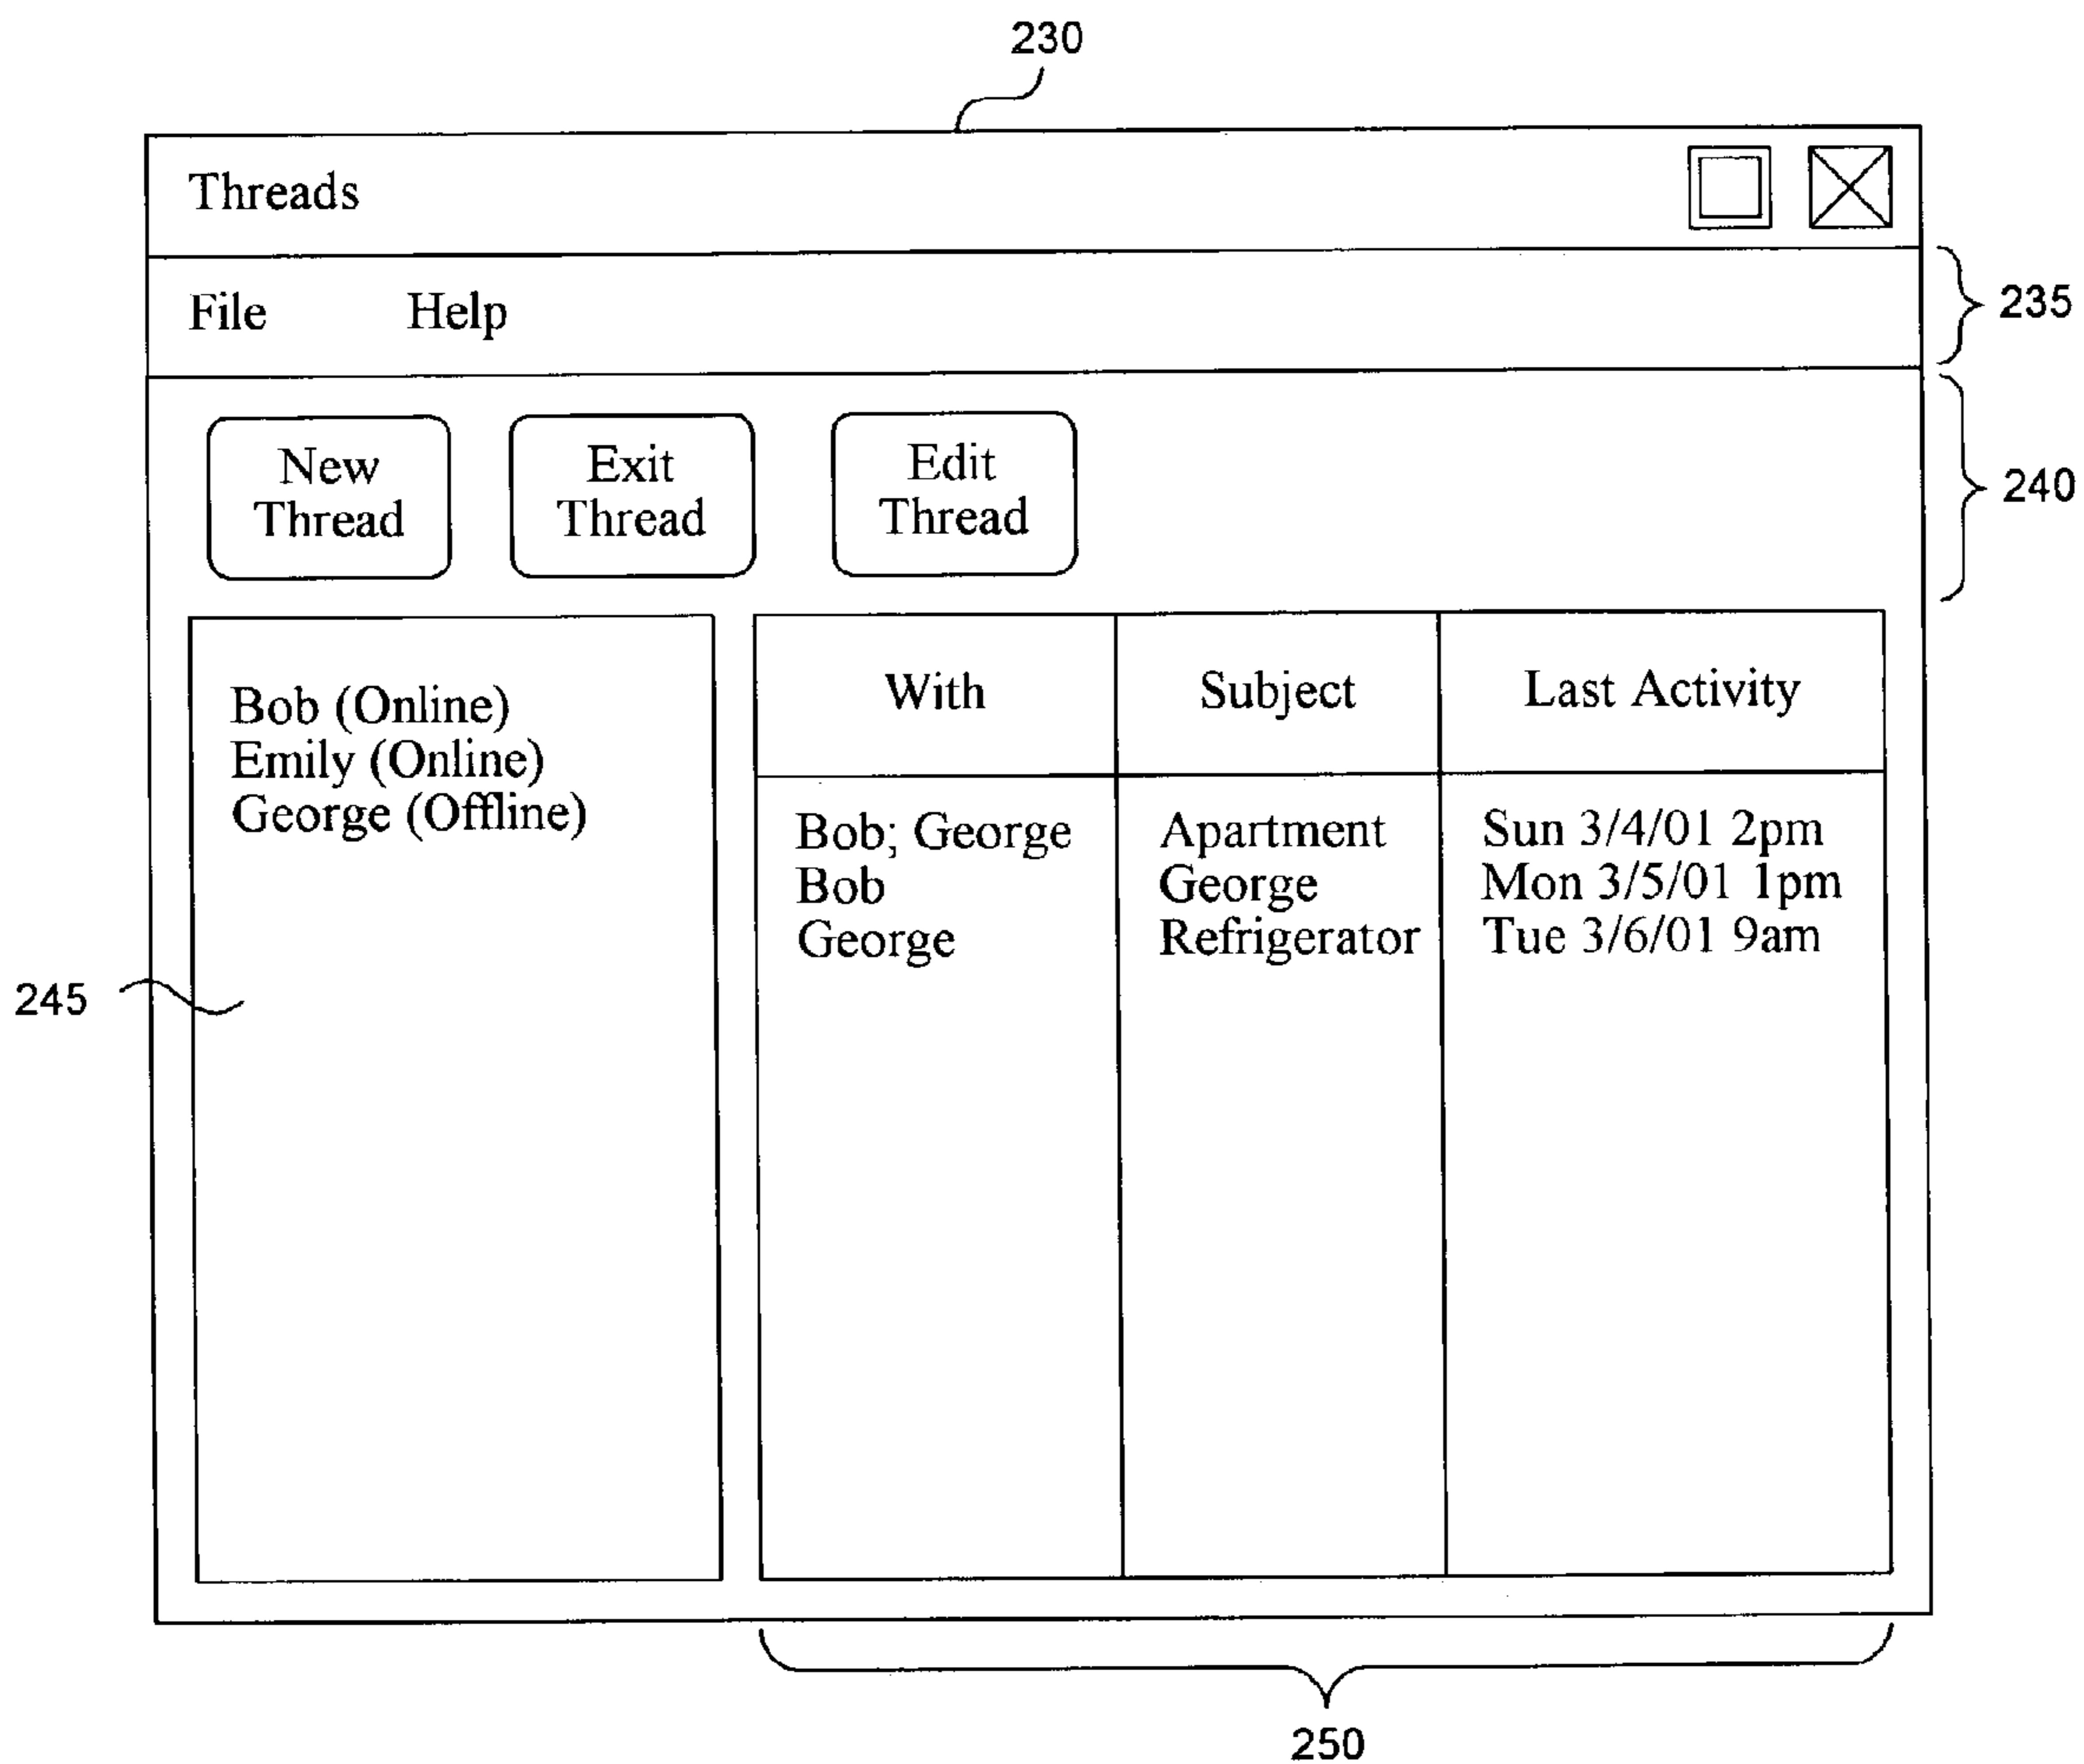 230
Threads
File Help
235
New Thread
Exit Thread
Edit Thread
240
Bob (Online)
Emily (Online)
George (Offline)
245
With Subject Last Activity
Bob; George Apartment Sun 3/4/01 2pm
Bob George Mon 3/5/01 1pm
George Refrigerator Tue 3/6/01 9am
250